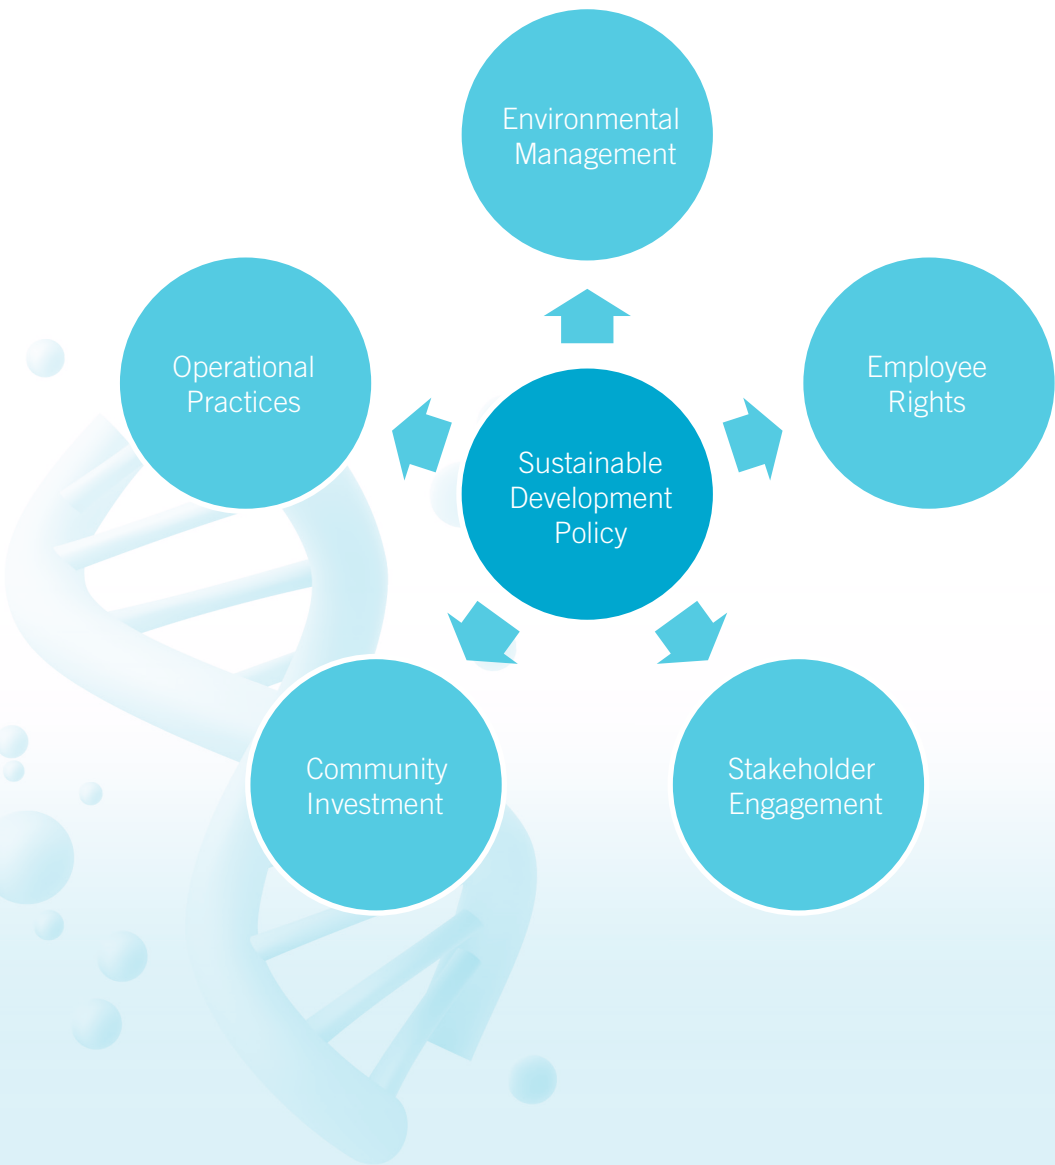 Environmental
Management
Operational
Practices
Employee
Rights
Sustainable
Development
Policy
Community
Investment
Stakeholder
Engagement